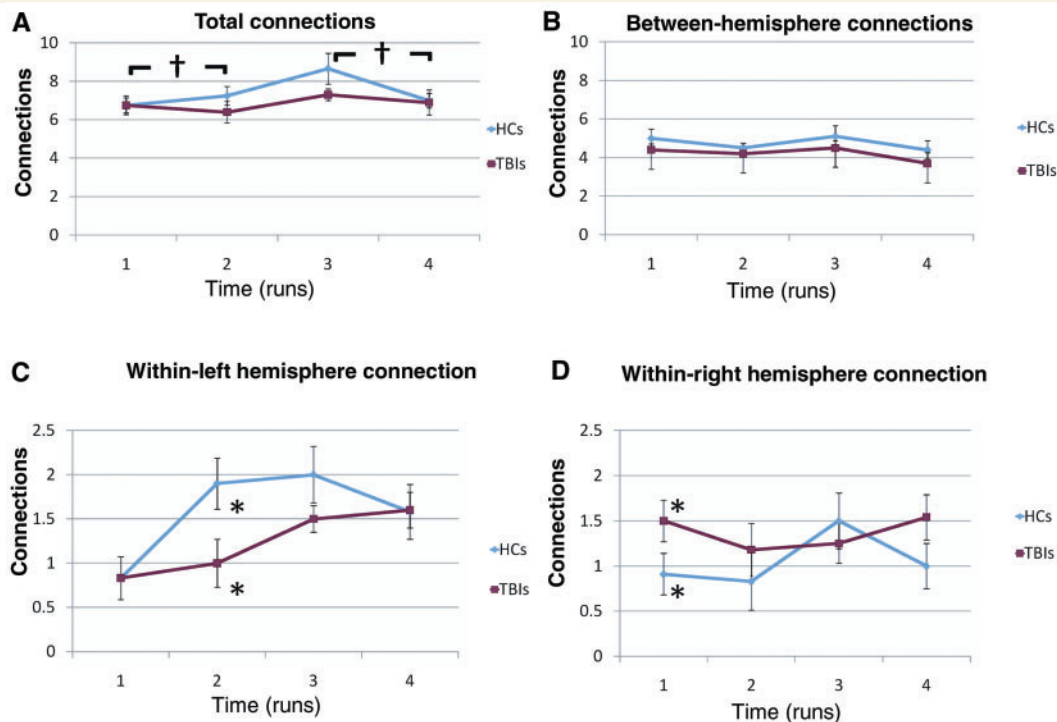 A
Total connections
10
8
6
4
2
0
Connections
† †
HCs
TBIs
1 2 3 4
Time (runs)
B
Between-hemisphere connections
10
8
6
4
2
0
Connections
HCs
TBIs
1 2 3 4
Time (runs)
C
Within-left hemisphere connection
2.5
2
1.5
1
0.5
0
Connections
*
*
HCs
TBIs
1 2 3 4
Time (runs)
D
Within-right hemisphere connection
2.5
2
1.5
1
0.5
0
Connections
*
*
HCs
TBIs
1 2 3 4
Time (runs)